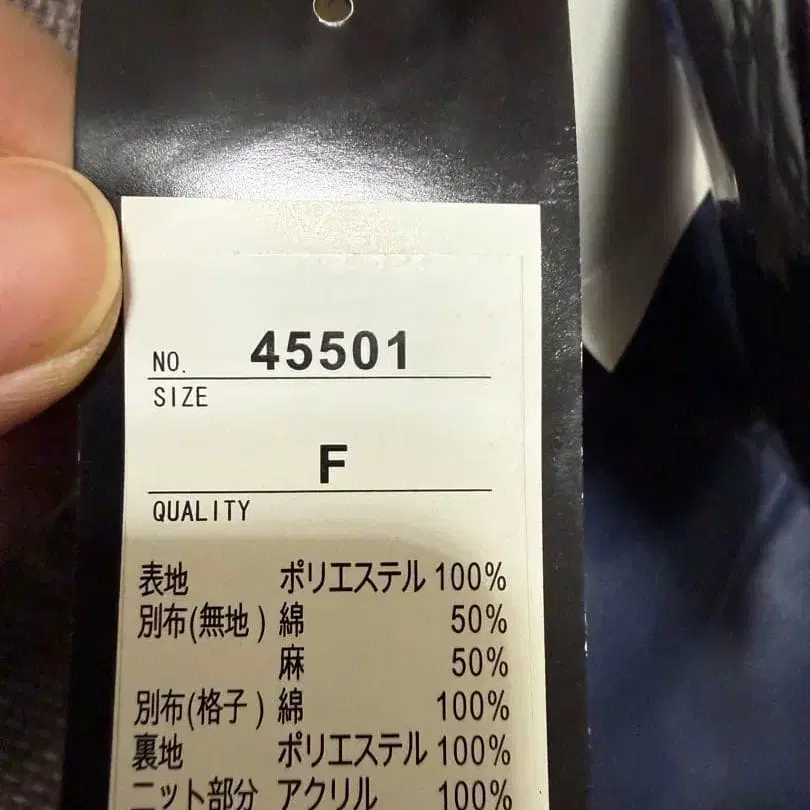 NO. 45501
SIZE
F
QUALITY
表地 ポリエステル 100%
別布(無地) 綿 50%
麻 50%
別布(格子) 綿 100%
裏地 ポリエステル 100%
ニット部分 アクリル 100%